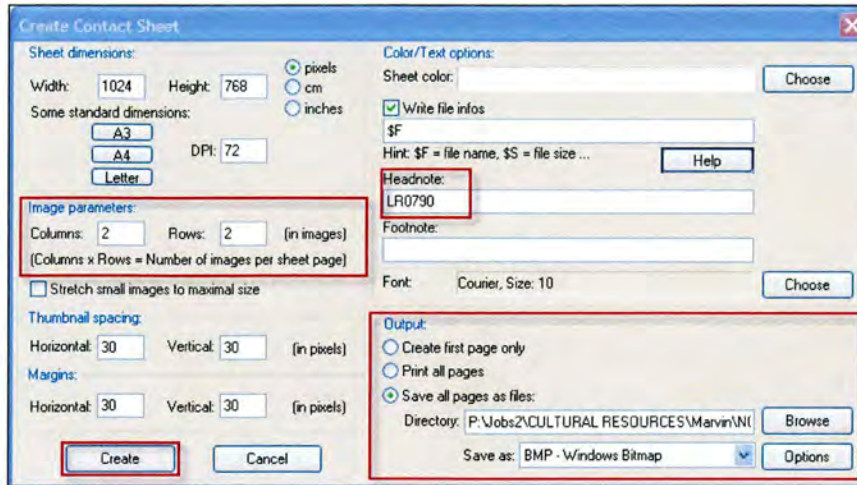 Create Contact Sheet
Sheet dimensions:
Width: 1024 Height: 768
pixels
cm
inches
Some standard dimensions:
A3
A4
Letter
DPI: 72
Image parameters:
Columns: 2 Rows: 2 (in images)
(Columns x Rows = Number of images per sheet page)
Stretch small images to maximal size
Thumbnail spacing:
Horizontal: 30 Vertical: 30 (in pixels)
Margins:
Horizontal: 30 Vertical: 30 (in pixels)
Create Cancel
Color/Text options:
Sheet color: Choose
Write file infos
$F
Hint: $F = file name, $S = file size ... Help
Headnote:
LR0790
Footnote:
Font: Courier, Size: 10 Choose
Output:
Create first page only
Print all pages
Save all pages as files:
Directory: P:\Jobs2\CULTURAL RESOURCES\Marvin\ Browse
Save as: BMP - Windows Bitmap Options